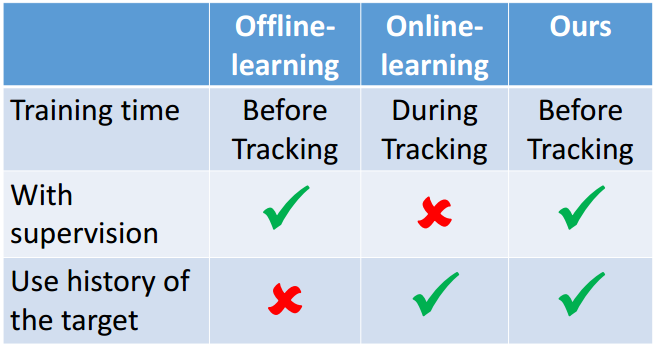 Offline- Online- Ours
learning learning
Training time Before During Before
Tracking Tracking Tracking
With
supervision
Use history of
the target